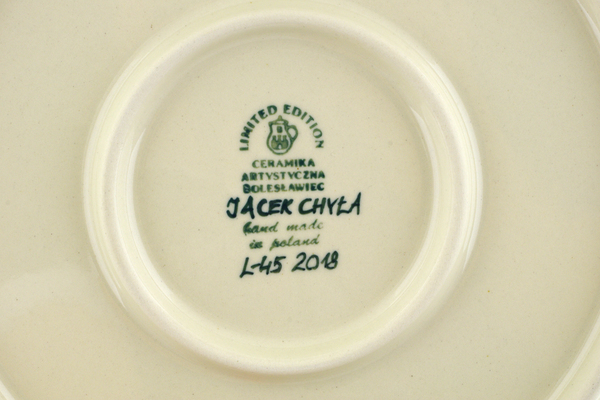 LIMITED EDITION
CERAMIKA
ARTYSTYCZNA
BOLESŁAWIEC
JACEK CHYŁA
hand made
in poland
L-45 2018